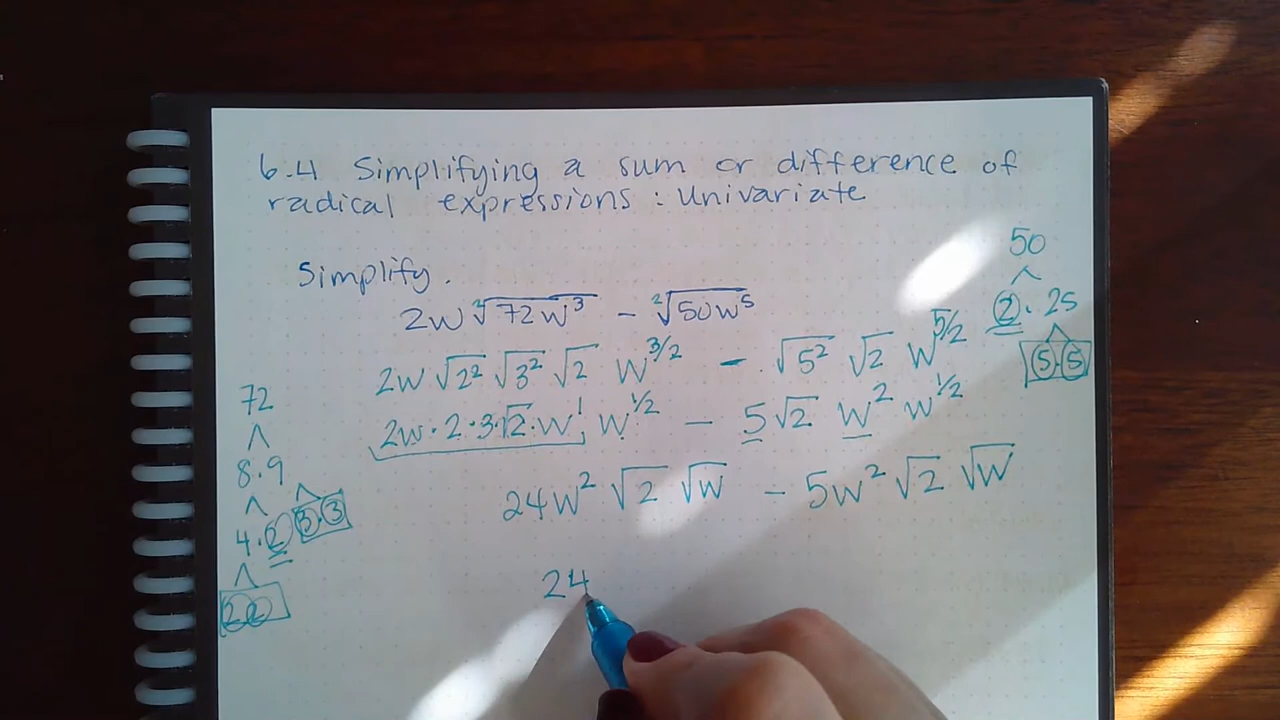 6.4 Simplifying a sum or difference of
radical expressions : Univariate
Simplify.
2w ²√72w³ − ²√50w⁵
2w √2² √3² √2 w^3/2 − √5² √2 w^5/2
2w · 2 · 3 · √2 · w¹ w^1/2 − 5√2 w² w^1/2
24w² √2 √w − 5w² √2 √w
24
72
8 · 9
4 · 2 3 · 3
2 2
50
2 · 25
5 · 5